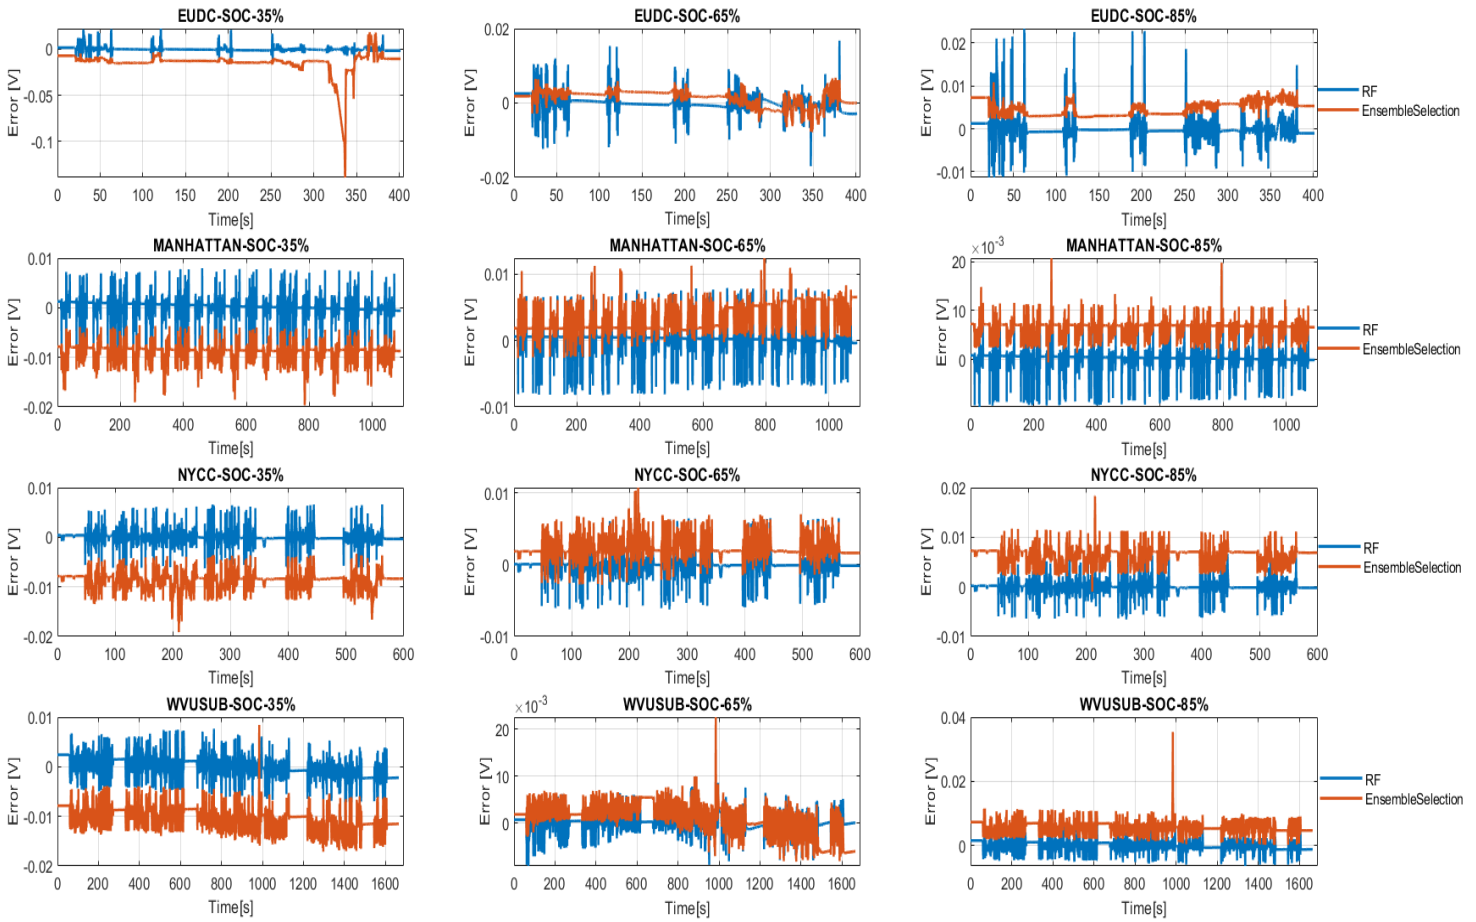 EUDC-SOC-35%
EUDC-SOC-65%
EUDC-SOC-85%
Error [V]
0
-0.05
-0.1
0 50 100 150 200 250 300 350 400
Time[s]
Error [V]
0.02
0
-0.02
0 50 100 150 200 250 300 350 400
Time[s]
Error [V]
0.02
0.01
0
-0.01
0 50 100 150 200 250 300 350 400
Time[s]
RF
EnsembleSelection
MANHATTAN-SOC-35%
MANHATTAN-SOC-65%
MANHATTAN-SOC-85%
Error [V]
0.01
0
-0.01
-0.02
0 200 400 600 800 1000
Time[s]
Error [V]
0.01
0
-0.01
0 200 400 600 800 1000
Time[s]
×10-3
Error [V]
20
10
0
0 200 400 600 800 1000
Time[s]
RF
EnsembleSelection
NYCC-SOC-35%
NYCC-SOC-65%
NYCC-SOC-85%
Error [V]
0.01
0
-0.01
-0.02
0 100 200 300 400 500 600
Time[s]
Error [V]
0.01
0
-0.01
0 100 200 300 400 500 600
Time[s]
Error [V]
0.02
0.01
0
-0.01
0 100 200 300 400 500 600
Time[s]
RF
EnsembleSelection
WVUSUB-SOC-35%
WVUSUB-SOC-65%
WVUSUB-SOC-85%
Error [V]
0.01
0
-0.01
-0.02
0 200 400 600 800 1000 1200 1400 1600
Time[s]
×10-3
Error [V]
20
10
0
0 200 400 600 800 1000 1200 1400 1600
Time[s]
Error [V]
0.04
0.02
0
0 200 400 600 800 1000 1200 1400 1600
Time[s]
RF
EnsembleSelection